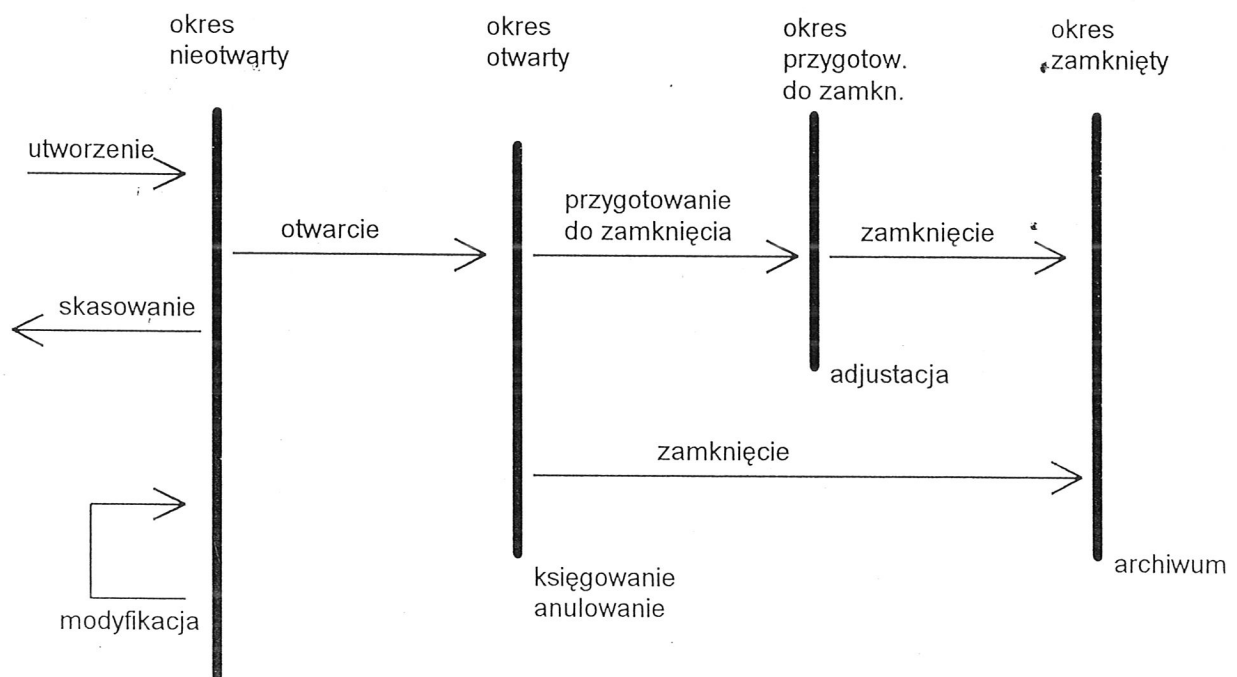 okres
nieotwarty
okres
otwarty
okres
przygotow.
do zamkn.
okres
zamknięty
utworzenie
otwarcie
przygotowanie
do zamknięcia
zamknięcie
skasowanie
adjustacja
zamknięcie
modyfikacja
księgowanie
anulowanie
archiwum